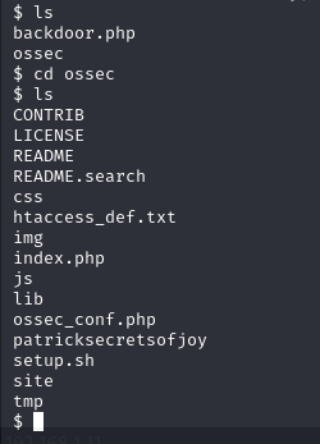 $ ls
backdoor.php
ossec
$ cd ossec
$ ls
CONTRIB
LICENSE
README
README.search
css
htaccess_def.txt
img
index.php
js
lib
ossec_conf.php
patricksecretsofjoy
setup.sh
site
tmp
$